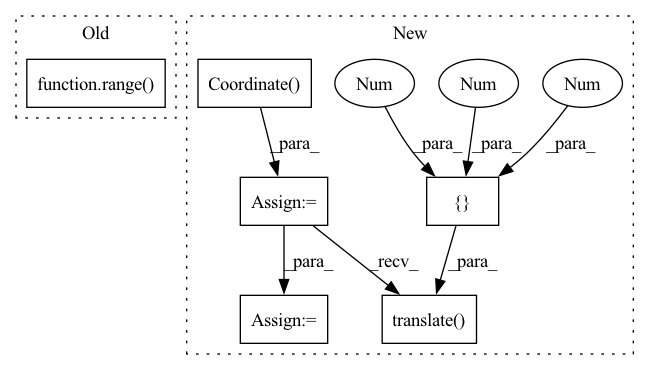 Old
New
function.range()
Coordinate()
Num
Num
Num
_para_
_para_
_para_
_para_
Assign:=
{}
_para_
_recv_
_para_
Assign:=
translate()